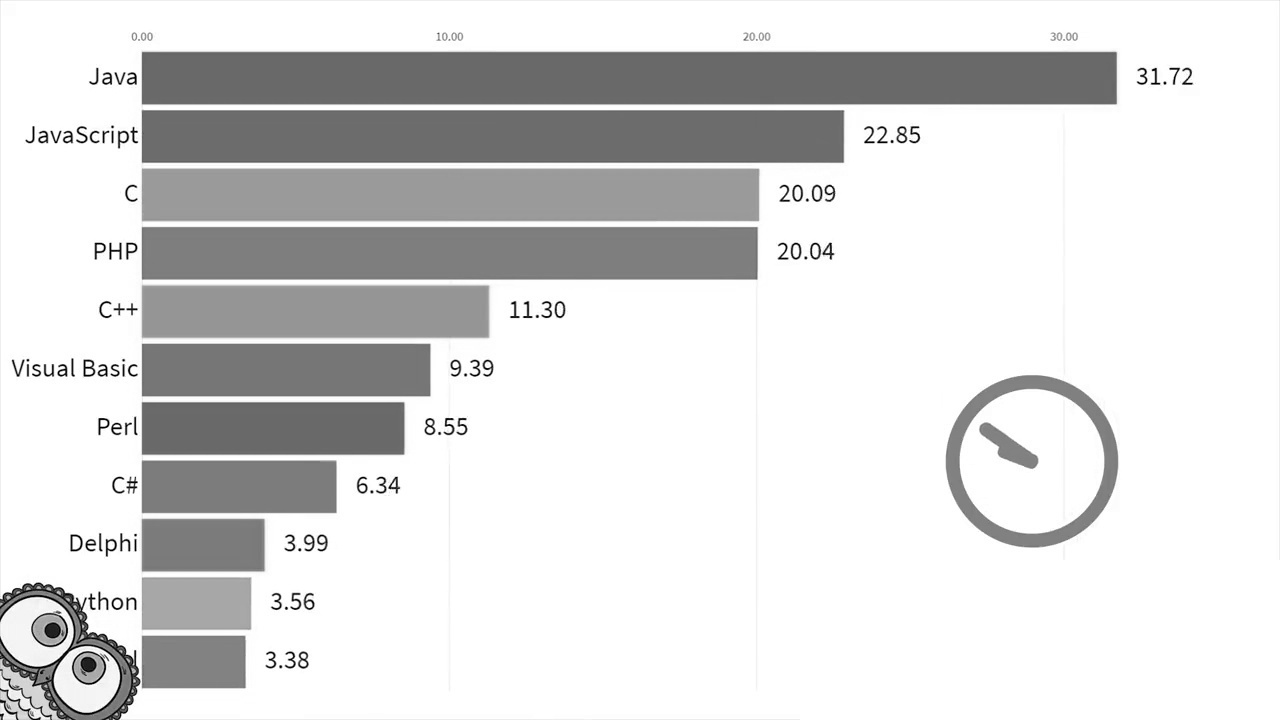 0.00 10.00 20.00 30.00
Java 31.72
JavaScript 22.85
C 20.09
PHP 20.04
C++ 11.30
Visual Basic 9.39
Perl 8.55
C# 6.34
Delphi 3.99
ython 3.56
3.38